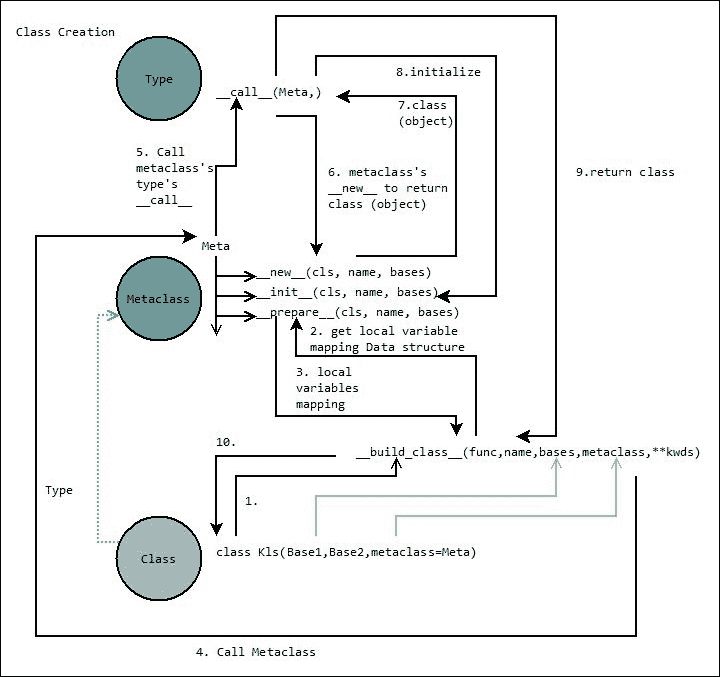 Class Creation
Type
__call__(Meta,)
8.initialize
7.class
(object)
5. Call
metaclass's
type's
__call__
6. metaclass's
__new__ to return
class (object)
9.return class
Meta
Metaclass
__new__(cls, name, bases)
__init__(cls, name, bases)
__prepare__(cls, name, bases)
2. get local variable
mapping Data structure
3. local
variables
mapping
10.
__build_class__(func,name,bases,metaclass,**kwds)
Type
1.
Class
class Kls(Base1,Base2,metaclass=Meta)
4. Call Metaclass